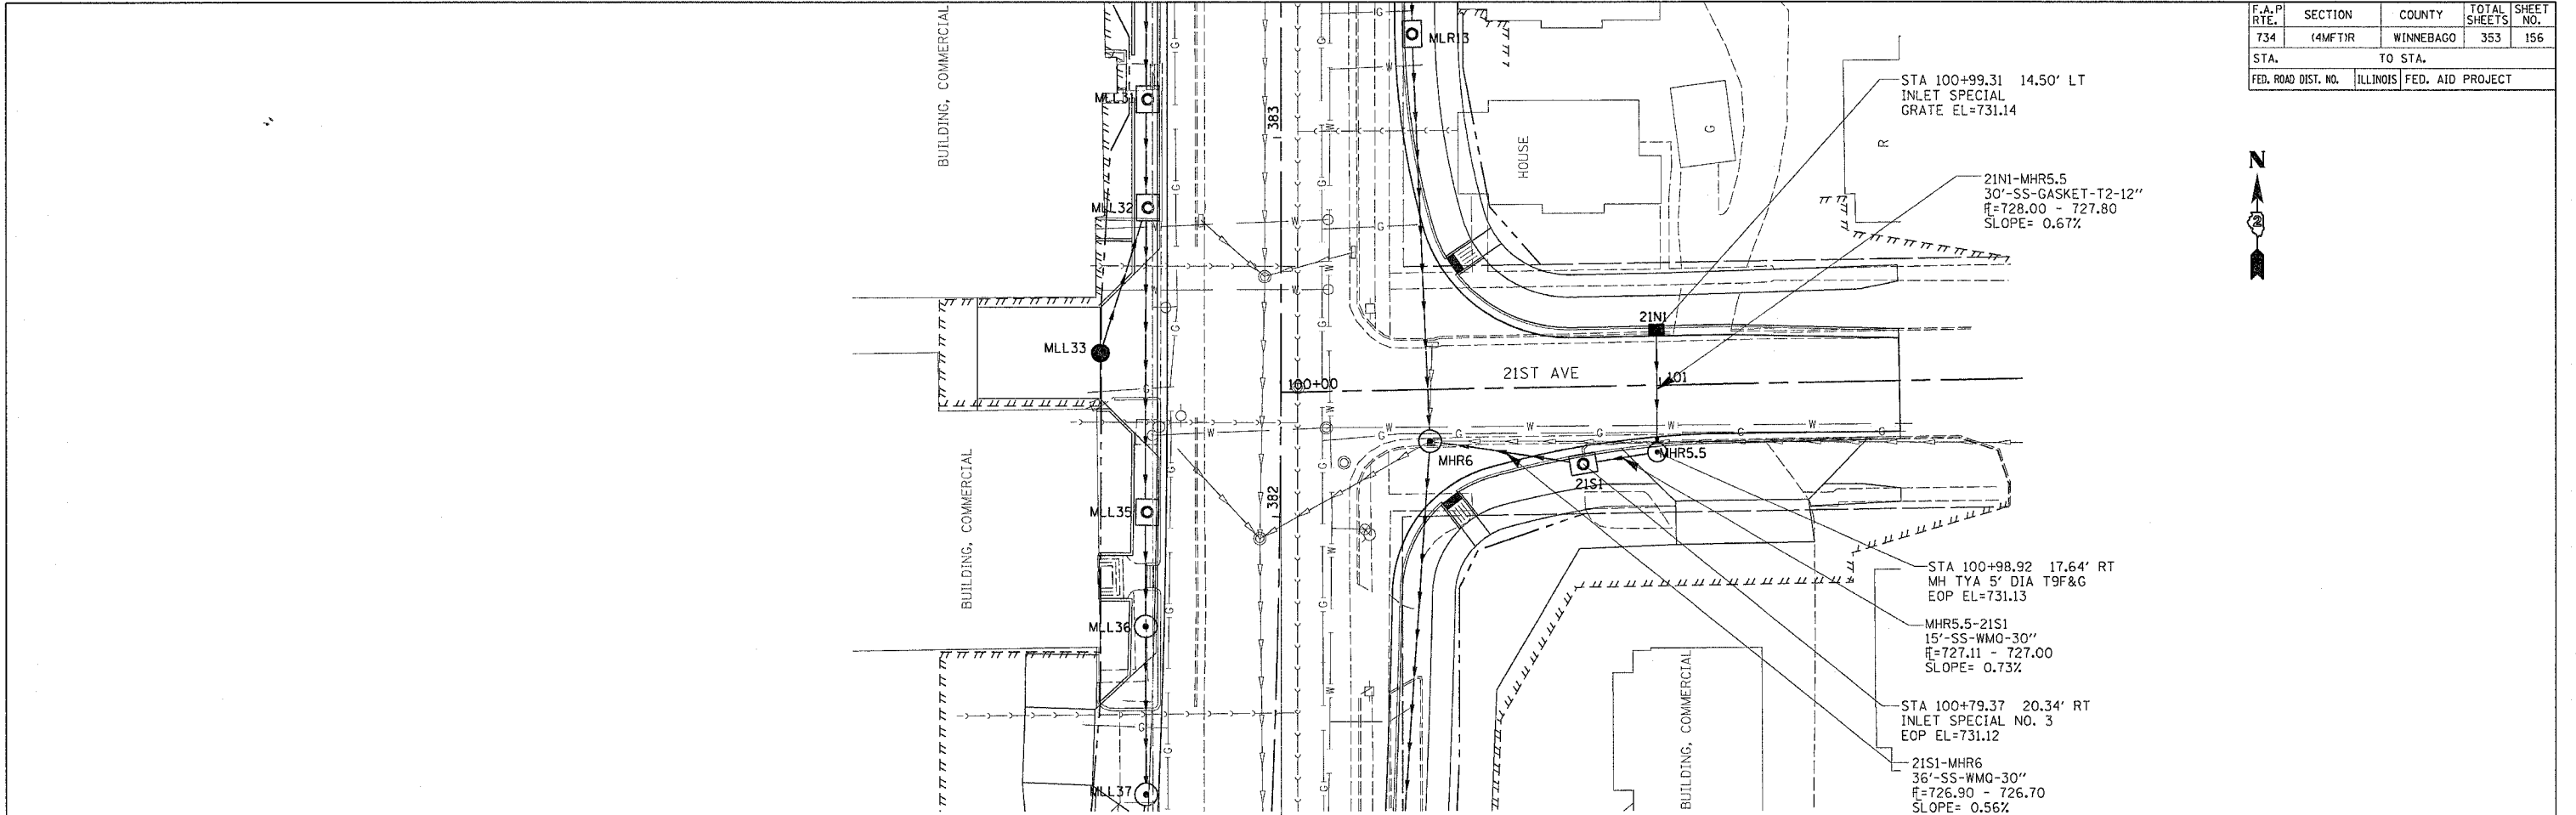 F.A.P RTE. SECTION COUNTY TOTAL SHEETS SHEET NO.
734 (4MFT)R WINNEBAGO 353 156
STA. TO STA.
FED. ROAD DIST. NO. ILLINOIS FED. AID PROJECT
N
2
BUILDING, COMMERCIAL
MLL31
MLL32
MLL33
MLL35
MLL36
MLL37
BUILDING, COMMERCIAL
383
382
100+00
MLR13
HOUSE
G
R
21N1
21ST AVE
101
MHR6
21S1
MHR5.5
BUILDING, COMMERCIAL
STA 100+99.31 14.50' LT
INLET SPECIAL
GRATE EL=731.14
21N1-MHR5.5
30'-SS-GASKET-T2-12"
FL=728.00 - 727.80
SLOPE= 0.67%
STA 100+98.92 17.64' RT
MH TYA 5' DIA T9F&G
EOP EL=731.13
MHR5.5-21S1
15'-SS-WMQ-30"
FL=727.11 - 727.00
SLOPE= 0.73%
STA 100+79.37 20.34' RT
INLET SPECIAL NO. 3
EOP EL=731.12
21S1-MHR6
36'-SS-WMQ-30"
FL=726.90 - 726.70
SLOPE= 0.56%